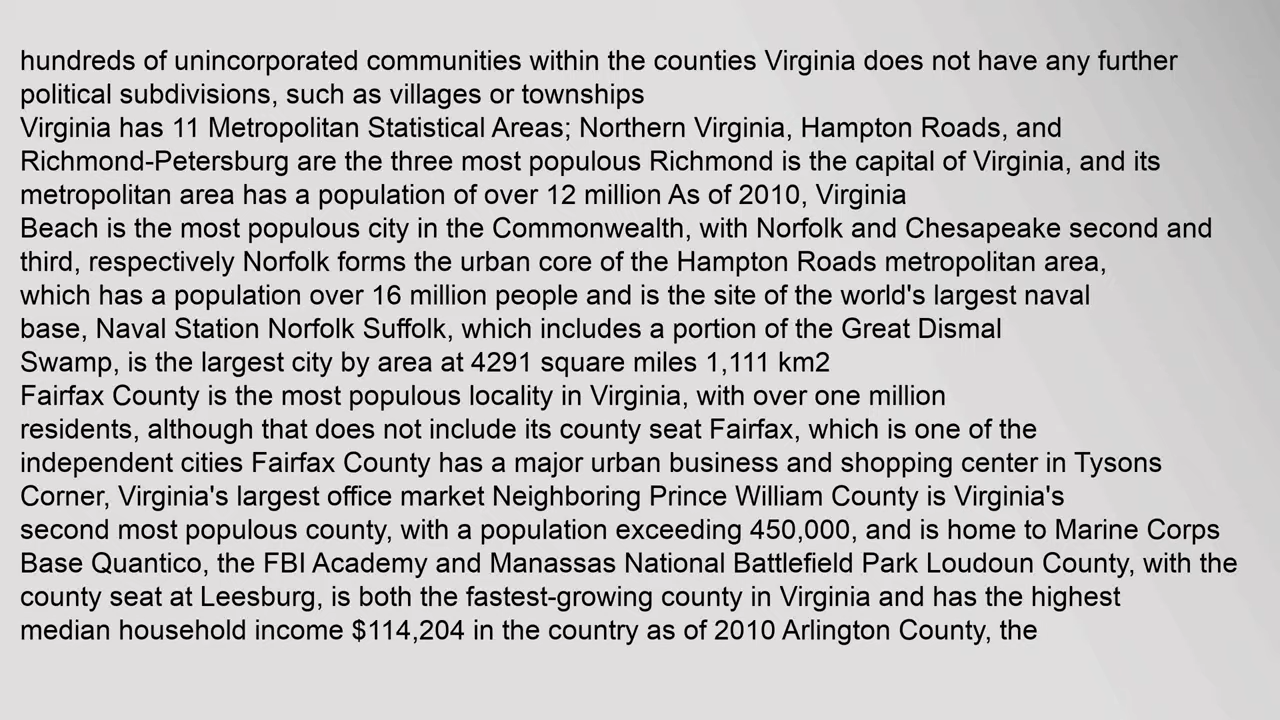 hundreds of unincorporated communities within the counties Virginia does not have any further
political subdivisions, such as villages or townships
Virginia has 11 Metropolitan Statistical Areas; Northern Virginia, Hampton Roads, and
Richmond-Petersburg are the three most populous Richmond is the capital of Virginia, and its
metropolitan area has a population of over 12 million As of 2010, Virginia
Beach is the most populous city in the Commonwealth, with Norfolk and Chesapeake second and
third, respectively Norfolk forms the urban core of the Hampton Roads metropolitan area,
which has a population over 16 million people and is the site of the world's largest naval
base, Naval Station Norfolk Suffolk, which includes a portion of the Great Dismal
Swamp, is the largest city by area at 4291 square miles 1,111 km2
Fairfax County is the most populous locality in Virginia, with over one million
residents, although that does not include its county seat Fairfax, which is one of the
independent cities Fairfax County has a major urban business and shopping center in Tysons
Corner, Virginia's largest office market Neighboring Prince William County is Virginia's
second most populous county, with a population exceeding 450,000, and is home to Marine Corps
Base Quantico, the FBI Academy and Manassas National Battlefield Park Loudoun County, with the
county seat at Leesburg, is both the fastest-growing county in Virginia and has the highest
median household income $114,204 in the country as of 2010 Arlington County, the